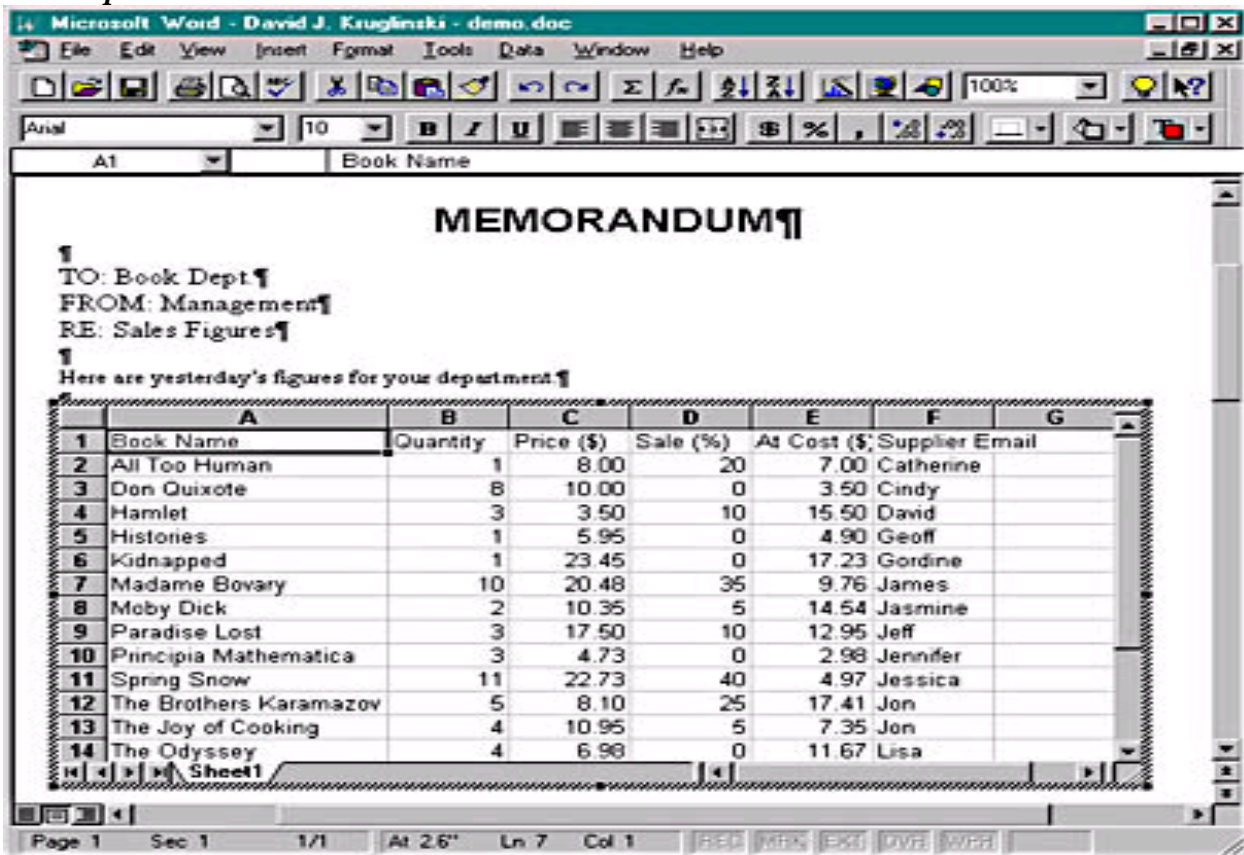 Microsoft Word - David J. Kruglinski - demo.doc
File Edit View Insert Format Tools Data Window Help
100%
Arial 10 B I U $ % ,
A1 Book Name
MEMORANDUM¶
¶
TO: Book Dept.¶
FROM: Management¶
RE: Sales Figures¶
¶
Here are yesterday's figures for your department.¶
A B C D E F G
1 Book Name Quantity Price ($) Sale (%) At Cost ($ Supplier Email
2 All Too Human 1 8.00 20 7.00 Catherine
3 Don Quixote 8 10.00 0 3.50 Cindy
4 Hamlet 3 3.50 10 15.50 David
5 Histories 1 5.95 0 4.90 Geoff
6 Kidnapped 1 23.45 0 17.23 Gordine
7 Madame Bovary 10 20.48 35 9.76 James
8 Moby Dick 2 10.35 5 14.54 Jasmine
9 Paradise Lost 3 17.50 10 12.95 Jeff
10 Principia Mathematica 3 4.73 0 2.98 Jennifer
11 Spring Snow 11 22.73 40 4.97 Jessica
12 The Brothers Karamazov 5 8.10 25 17.41 Jon
13 The Joy of Cooking 4 10.95 5 7.35 Jon
14 The Odyssey 4 6.98 0 11.67 Lisa
Sheet1
Page 1 Sec 1 1/1 At 2.6" Ln 7 Col 1 REC MRK EXT OVR WPH